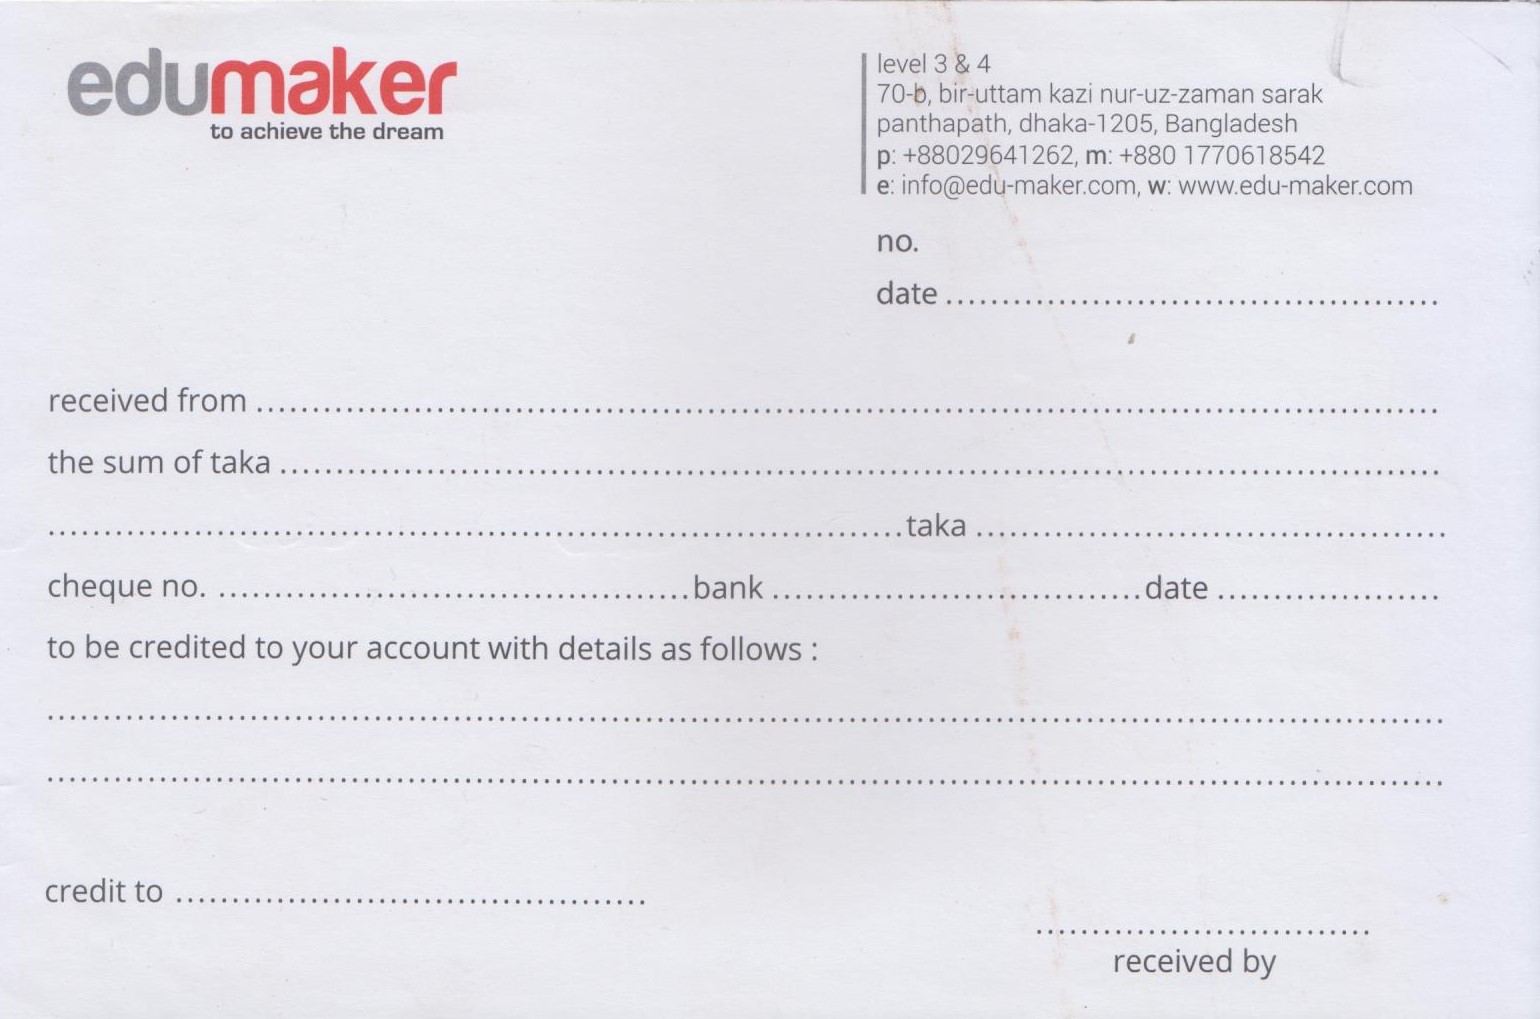 edumaker
to achieve the dream
level 3 & 4
70-b, bir-uttam kazi nur-uz-zaman sarak
panthapath, dhaka-1205, Bangladesh
p: +88029641262, m: +880 1770618542
e: info@edu-maker.com, w: www.edu-maker.com
no.
date
received from
the sum of taka
taka
cheque no. bank date
to be credited to your account with details as follows :
credit to
received by